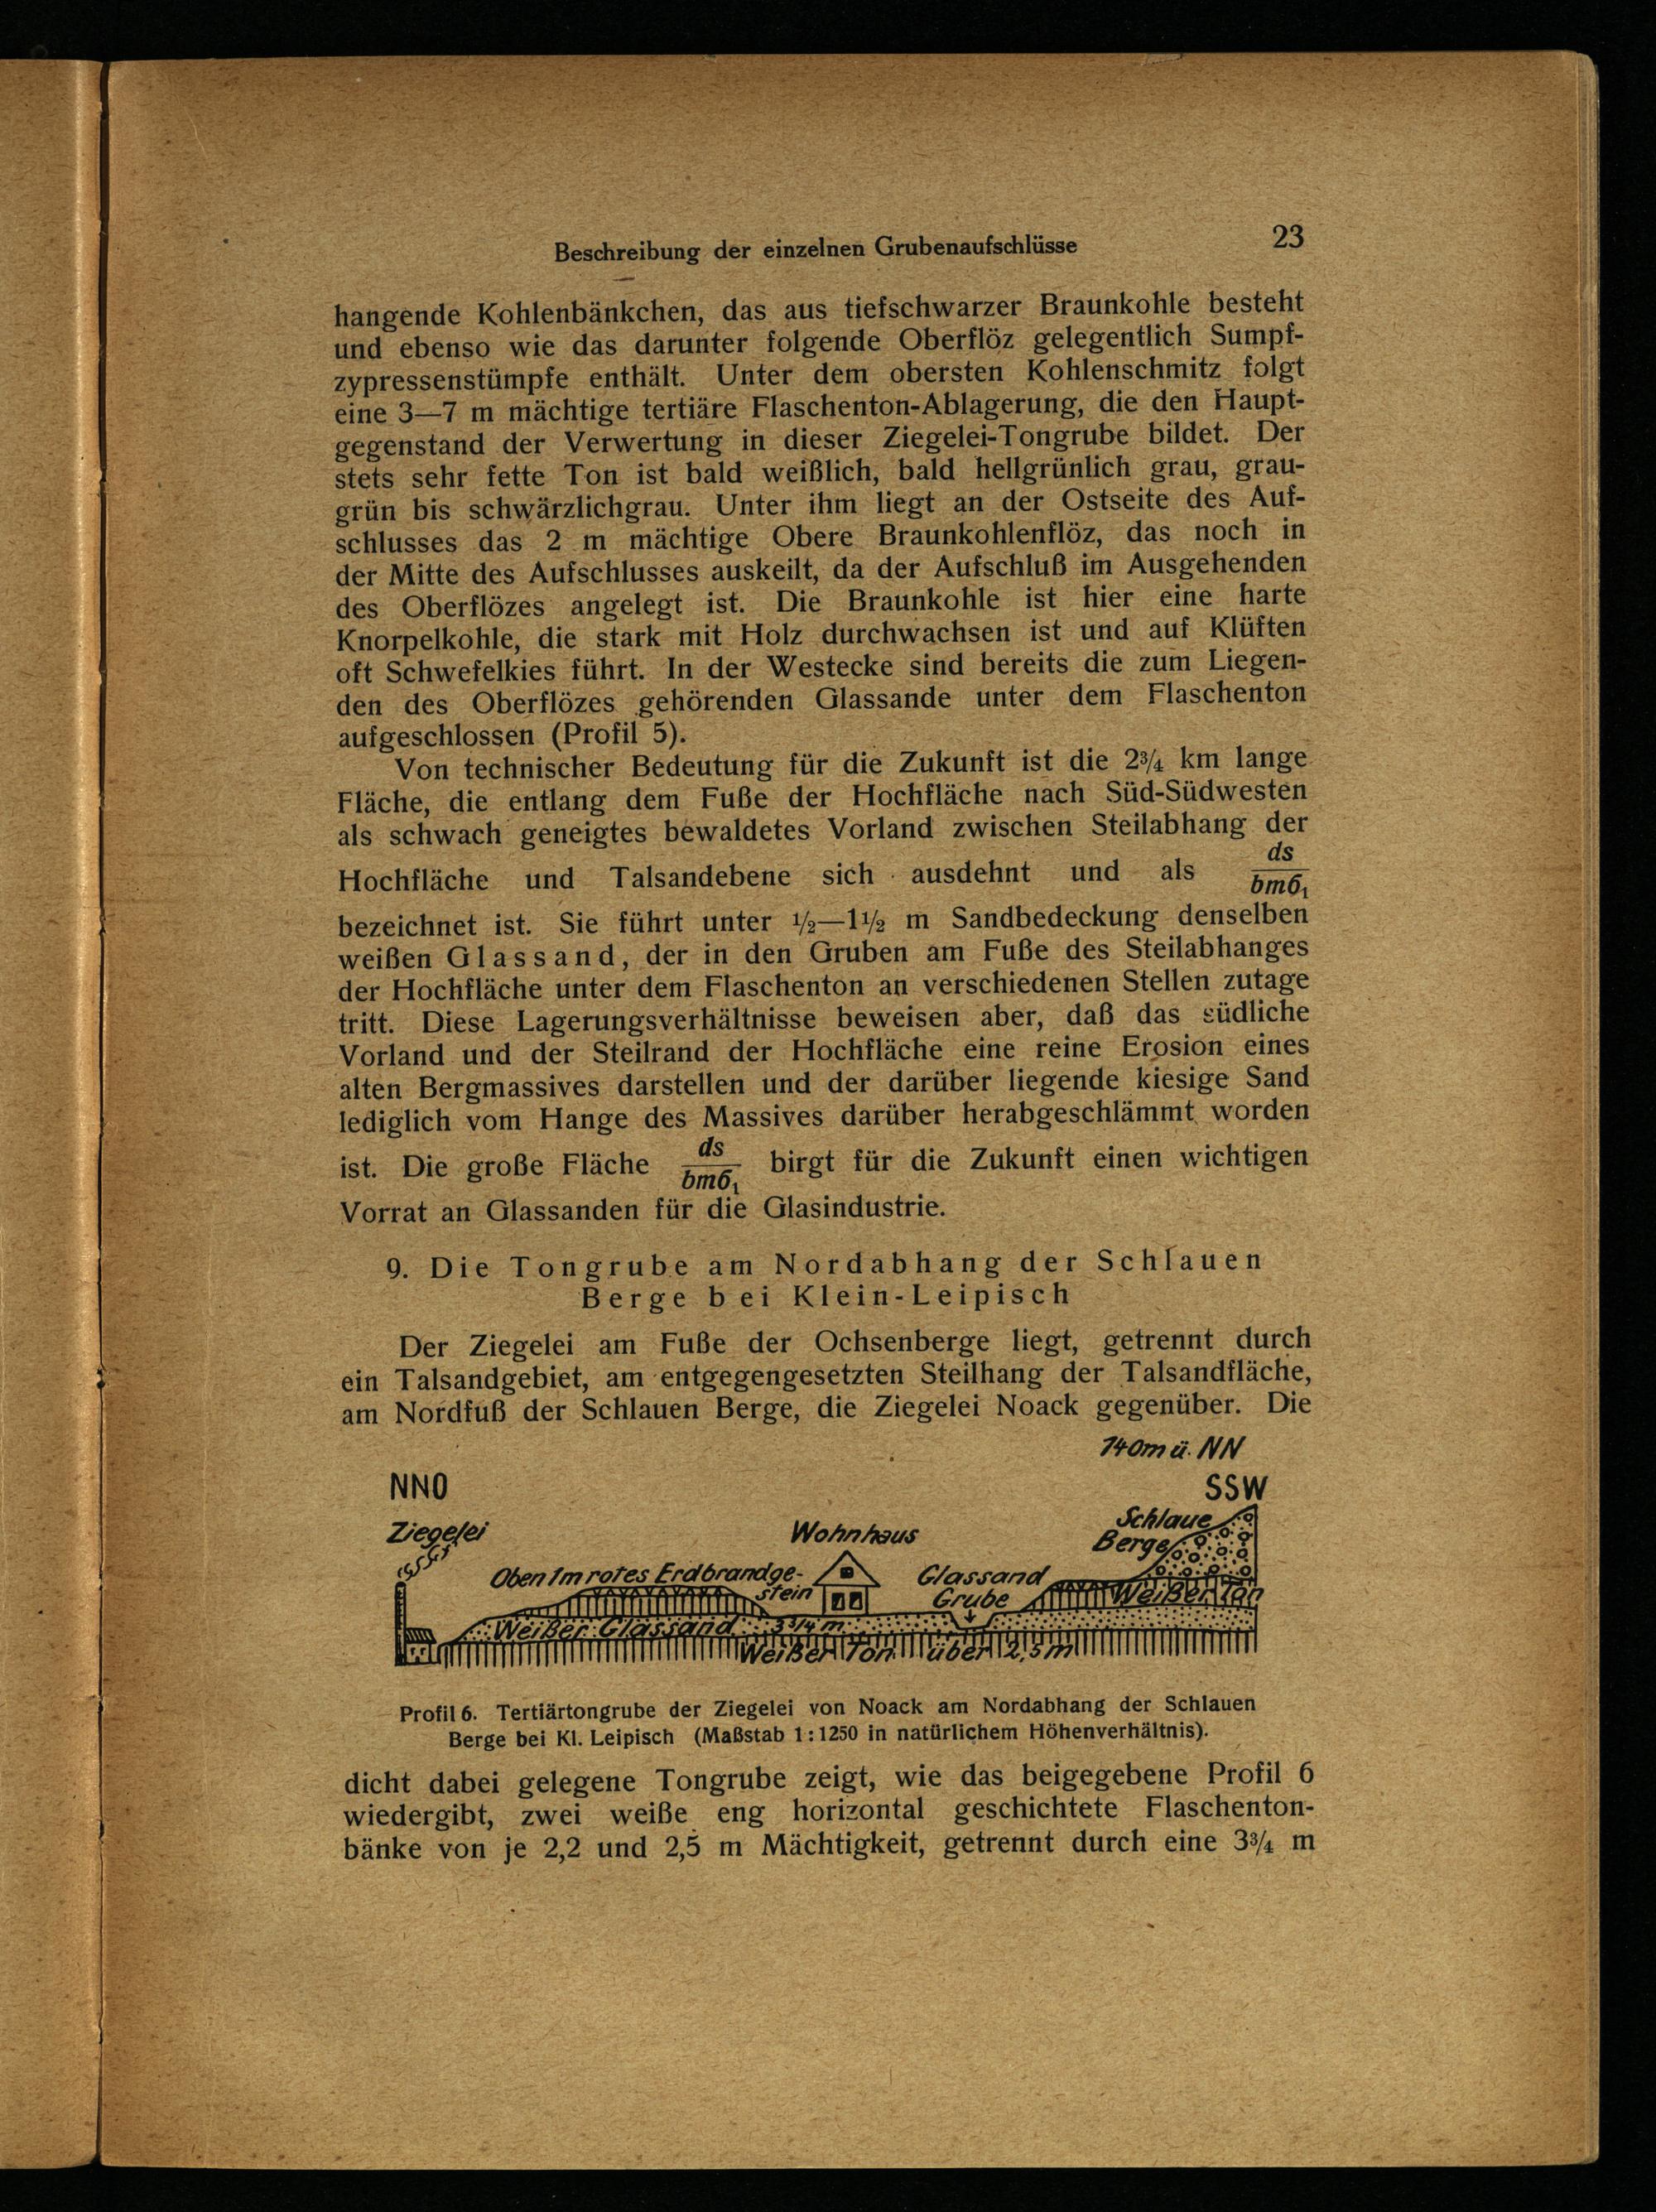 Beschreibung der einzelnen Grubenaufschlüsse
23
hangende Kohlenbänkchen, das aus tiefschwarzer Braunkohle besteht
und ebenso wie das darunter folgende Oberflöz gelegentlich Sumpf-
zypressenstümpfe enthält. Unter dem obersten Kohlenschmitz folgt
eine 3—7 m mächtige tertiäre Flaschenton-Ablagerung, die den Haupt-
gegenstand der Verwertung in dieser Ziegelei-Tongrube bildet. Der
stets sehr fette Ton ist bald weißlich, bald hellgrünlich grau, grau-
grün bis schwärzlichgrau. Unter ihm liegt an der Ostseite des Auf-
schlusses das 2 m mächtige Obere Braunkohlenflöz, das noch in
der Mitte des Aufschlusses auskeilt, da der Aufschluß im Ausgehenden
des Oberflözes angelegt ist. Die Braunkohle ist hier eine harte
Knorpelkohle, die stark mit Holz durchwachsen ist und auf Klüften
oft Schwefelkies führt. In der Westecke sind bereits die zum Liegen-
den des Oberflözes gehörenden Glassande unter dem Flaschenton
aufgeschlossen (Profil 5).
Von technischer Bedeutung für die Zukunft ist die 2¾ km lange
Fläche, die entlang dem Fuße der Hochfläche nach Süd-Südwesten
als schwach geneigtes bewaldetes Vorland zwischen Steilabhang der
Hochfläche und Talsandebene sich ausdehnt und als ds/bmб₁
bezeichnet ist. Sie führt unter ½—1½ m Sandbedeckung denselben
weißen Glassand, der in den Gruben am Fuße des Steilabhanges
der Hochfläche unter dem Flaschenton an verschiedenen Stellen zutage
tritt. Diese Lagerungsverhältnisse beweisen aber, daß das südliche
Vorland und der Steilrand der Hochfläche eine reine Erosion eines
alten Bergmassives darstellen und der darüber liegende kiesige Sand
lediglich vom Hange des Massives darüber herabgeschlämmt worden
ist. Die große Fläche ds/bmб₁ birgt für die Zukunft einen wichtigen
Vorrat an Glassanden für die Glasindustrie.
9. Die Tongrube am Nordabhang der Schlauen
Berge bei Klein-Leipisch
Der Ziegelei am Fuße der Ochsenberge liegt, getrennt durch
ein Talsandgebiet, am entgegengesetzten Steilhang der Talsandfläche,
am Nordfuß der Schlauen Berge, die Ziegelei Noack gegenüber. Die
140m ü. NN
NNO
SSW
Ziegelei
Wohnhaus
Schlaue
Berge
Oben 1m rotes Erdbrandge-
stein
Glassand
Grube
Weißer Ton
Weißer Glassand 3¾ m
Weißer Ton über 2,5m
Profil 6. Tertiärtongrube der Ziegelei von Noack am Nordabhang der Schlauen
Berge bei Kl. Leipisch (Maßstab 1:1250 in natürlichem Höhenverhältnis).
dicht dabei gelegene Tongrube zeigt, wie das beigegebene Profil 6
wiedergibt, zwei weiße eng horizontal geschichtete Flaschenton-
bänke von je 2,2 und 2,5 m Mächtigkeit, getrennt durch eine 3¾ m